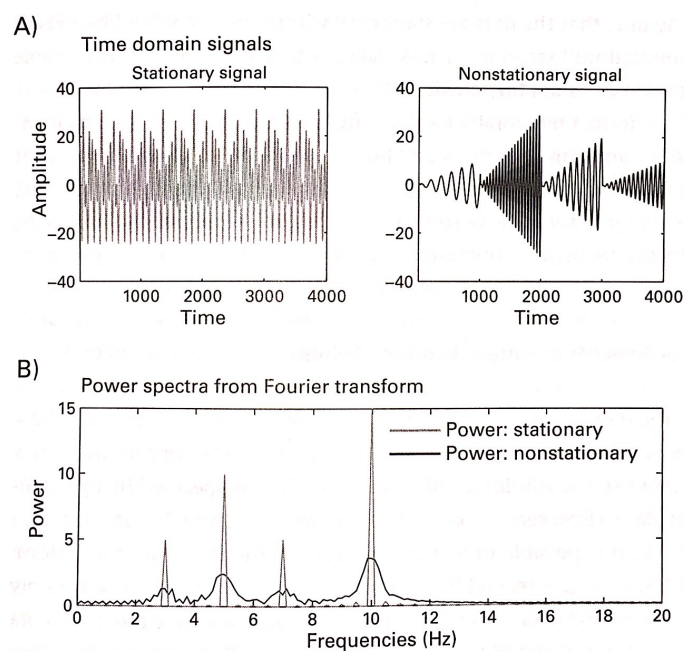 A)
Time domain signals
Stationary signal
Nonstationary signal
40
20
0
−20
−40
Amplitude
1000 2000 3000 4000
Time
40
20
0
−20
−40
1000 2000 3000 4000
Time
B)
Power spectra from Fourier transform
15
10
5
0
Power
Power: stationary
Power: nonstationary
0 2 4 6 8 10 12 14 16 18 20
Frequencies (Hz)